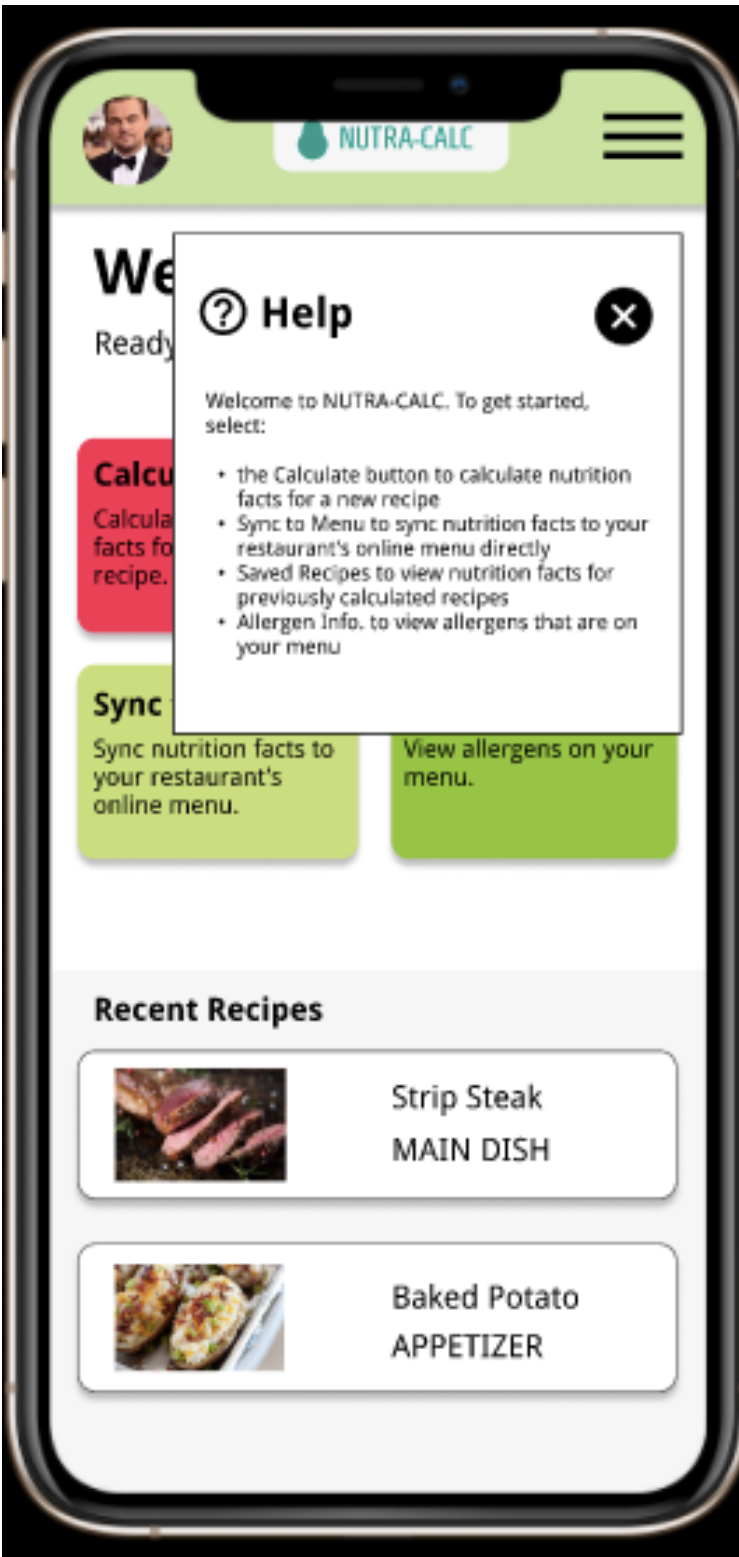 NUTRA-CALC
We
Ready
Help
Welcome to NUTRA-CALC. To get started,
select:
• the Calculate button to calculate nutrition
facts for a new recipe
• Sync to Menu to sync nutrition facts to your
restaurant's online menu directly
• Saved Recipes to view nutrition facts for
previously calculated recipes
• Allergen Info. to view allergens that are on
your menu
Calcu
Calcula
facts fo
recipe.
Sync
Sync nutrition facts to
your restaurant's
online menu.
View allergens on your
menu.
Recent Recipes
Strip Steak
MAIN DISH
Baked Potato
APPETIZER